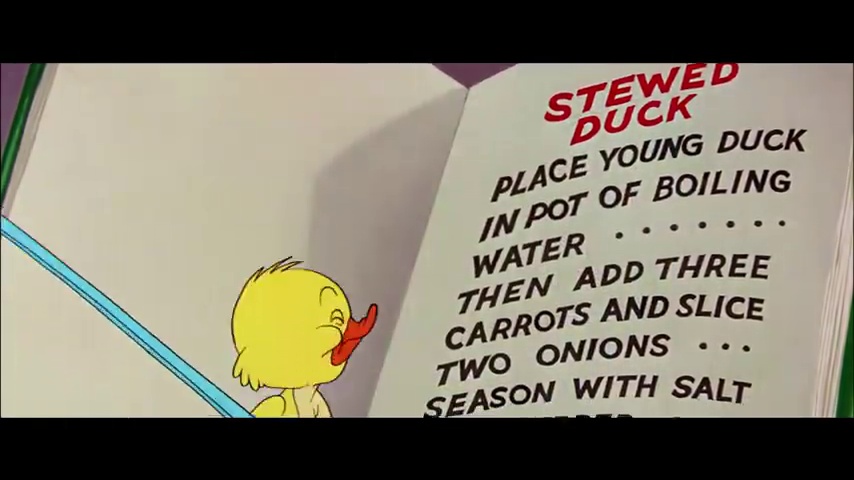 STEWED
DUCK
PLACE YOUNG DUCK
IN POT OF BOILING
WATER · · · · · · ·
THEN ADD THREE
CARROTS AND SLICE
TWO ONIONS · · ·
SEASON WITH SALT